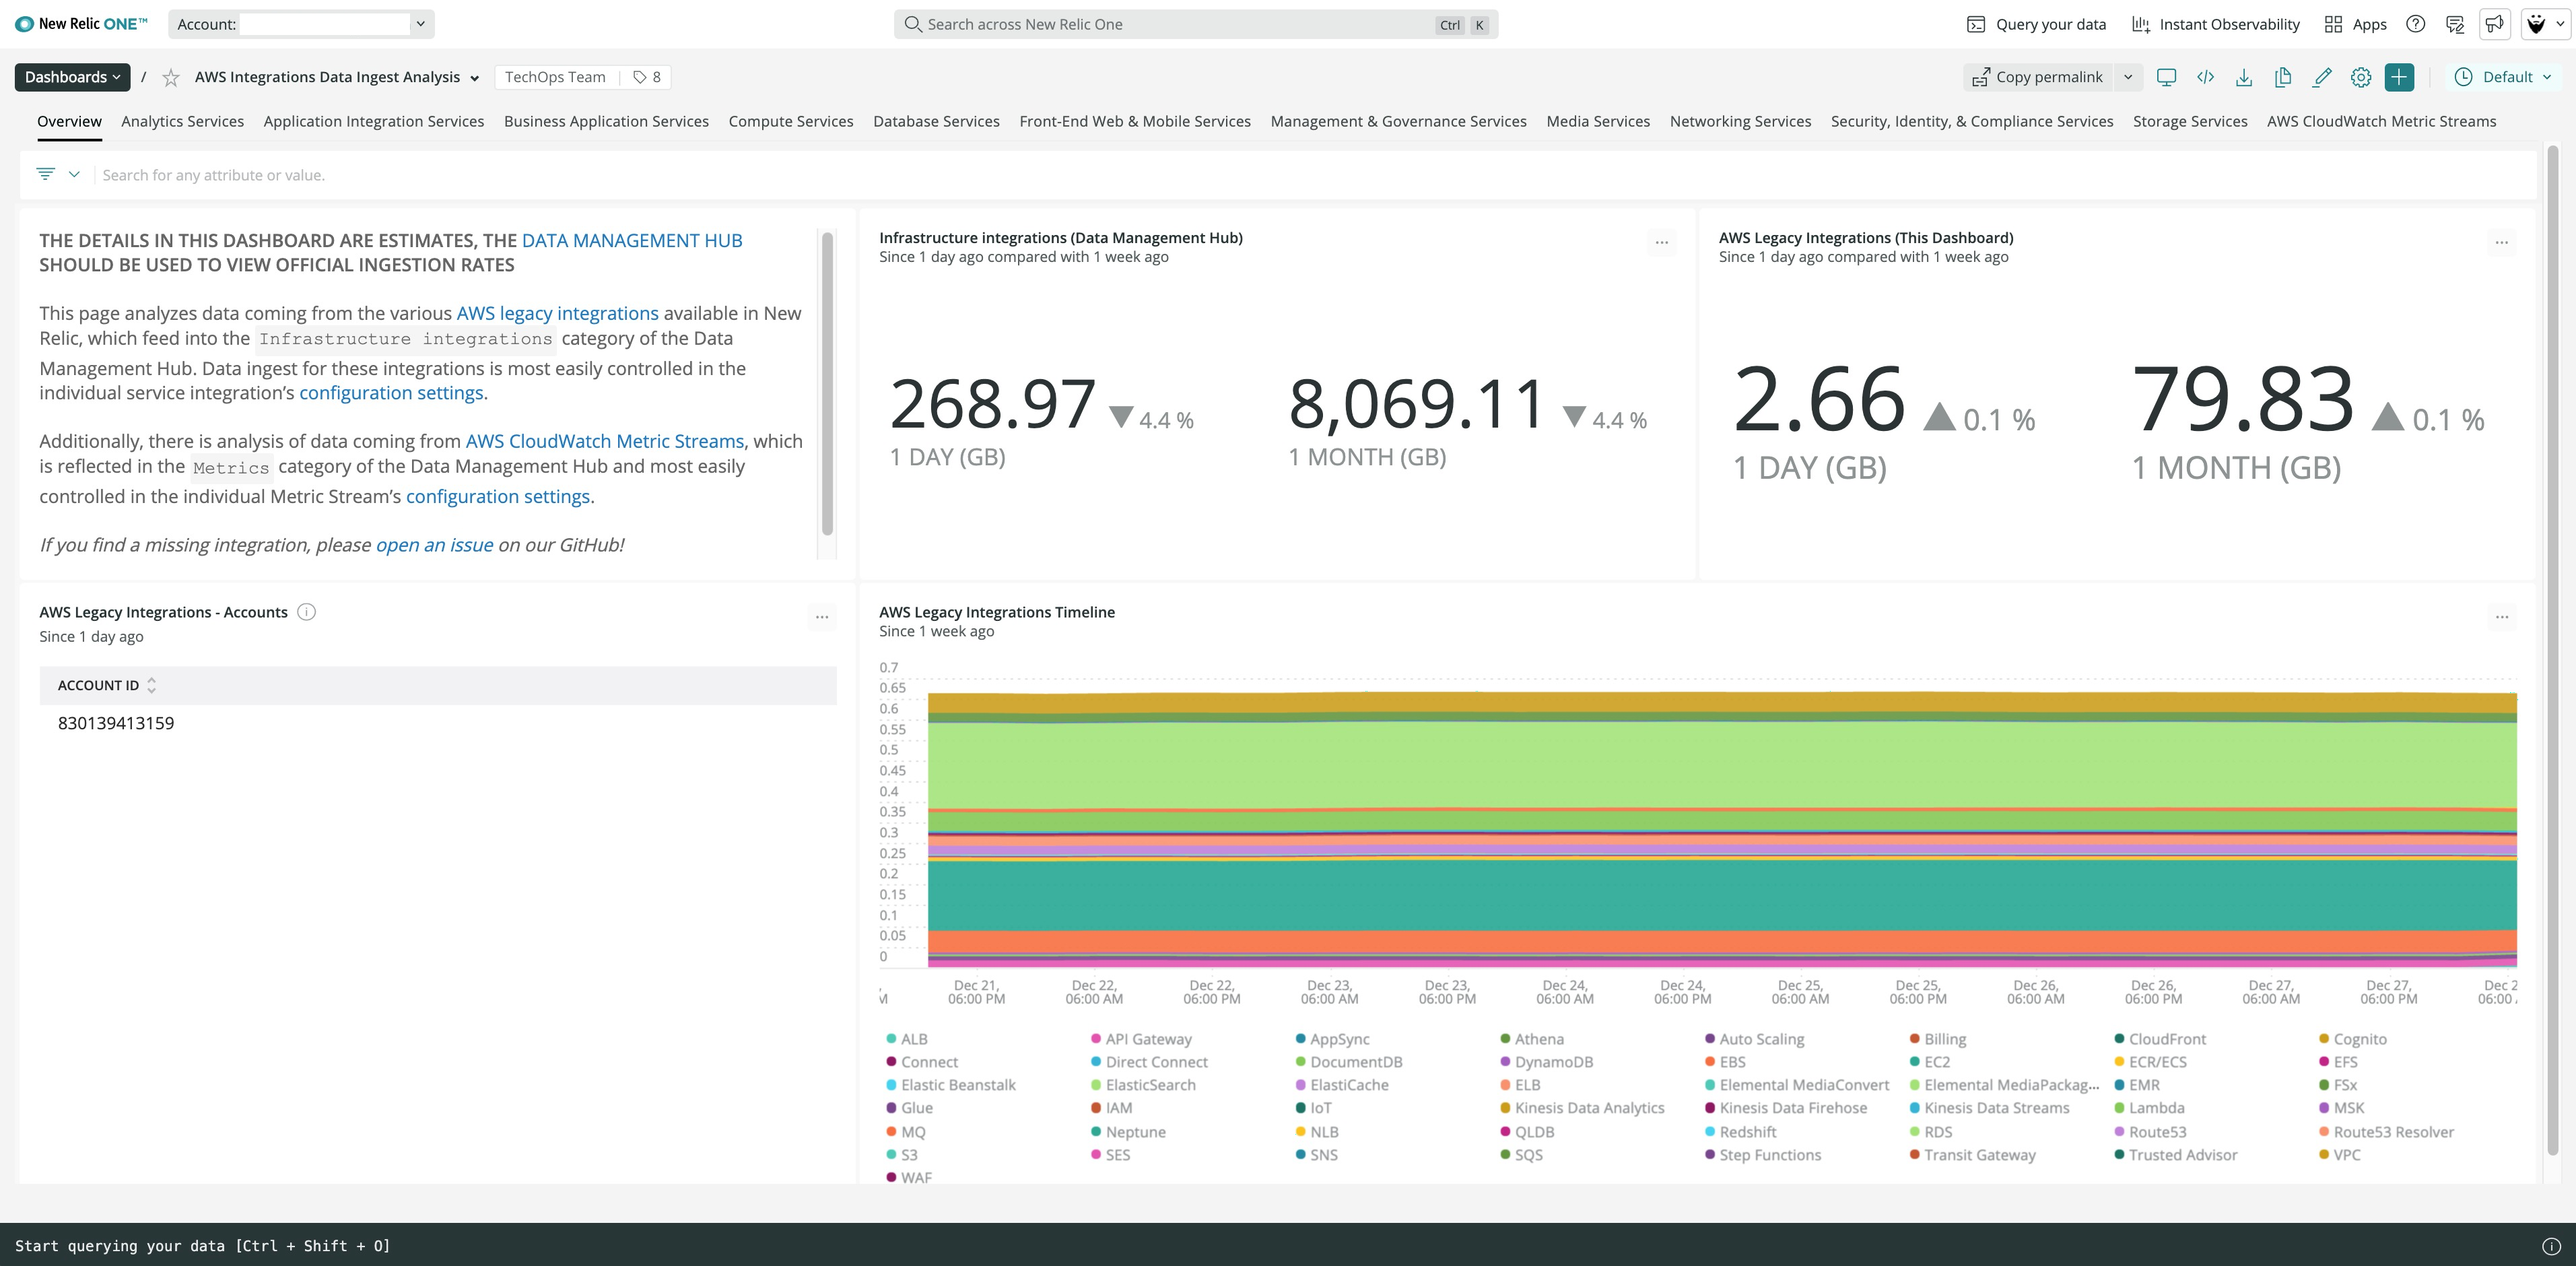 New Relic ONE™
Account:
Search across New Relic One
Ctrl K
Query your data
Instant Observability
Apps
Dashboards / AWS Integrations Data Ingest Analysis
TechOps Team 8
Copy permalink
Default
Overview Analytics Services Application Integration Services Business Application Services Compute Services Database Services Front-End Web & Mobile Services Management & Governance Services Media Services Networking Services Security, Identity, & Compliance Services Storage Services AWS CloudWatch Metric Streams
Search for any attribute or value.
THE DETAILS IN THIS DASHBOARD ARE ESTIMATES, THE DATA MANAGEMENT HUB
SHOULD BE USED TO VIEW OFFICIAL INGESTION RATES
This page analyzes data coming from the various AWS legacy integrations available in New
Relic, which feed into the Infrastructure integrations category of the Data
Management Hub. Data ingest for these integrations is most easily controlled in the
individual service integration’s configuration settings.
Additionally, there is analysis of data coming from AWS CloudWatch Metric Streams, which
is reflected in the Metrics category of the Data Management Hub and most easily
controlled in the individual Metric Stream’s configuration settings.
If you find a missing integration, please open an issue on our GitHub!
Infrastructure integrations (Data Management Hub)
Since 1 day ago compared with 1 week ago
268.97 4.4 %
1 DAY (GB)
8,069.11 4.4 %
1 MONTH (GB)
AWS Legacy Integrations (This Dashboard)
Since 1 day ago compared with 1 week ago
2.66 0.1 %
1 DAY (GB)
79.83 0.1 %
1 MONTH (GB)
AWS Legacy Integrations - Accounts
Since 1 day ago
ACCOUNT ID
830139413159
AWS Legacy Integrations Timeline
Since 1 week ago
0.7
0.65
0.6
0.55
0.5
0.45
0.4
0.35
0.3
0.25
0.2
0.15
0.1
0.05
0
Dec 21, Dec 22, Dec 22, Dec 23, Dec 23, Dec 24, Dec 24, Dec 25, Dec 25, Dec 26, Dec 26, Dec 27, Dec 27, Dec 2
M 06:00 PM 06:00 AM 06:00 PM 06:00 AM 06:00 PM 06:00 AM 06:00 PM 06:00 AM 06:00 PM 06:00 AM 06:00 PM 06:00 AM 06:00 PM 06:00
ALB API Gateway AppSync Athena Auto Scaling Billing CloudFront Cognito
Connect Direct Connect DocumentDB DynamoDB EBS EC2 ECR/ECS EFS
Elastic Beanstalk ElasticSearch ElastiCache ELB Elemental MediaConvert Elemental MediaPackag... EMR FSx
Glue IAM IoT Kinesis Data Analytics Kinesis Data Firehose Kinesis Data Streams Lambda MSK
MQ Neptune NLB QLDB Redshift RDS Route53 Route53 Resolver
S3 SES SNS SQS Step Functions Transit Gateway Trusted Advisor VPC
WAF
Start querying your data [Ctrl + Shift + O]